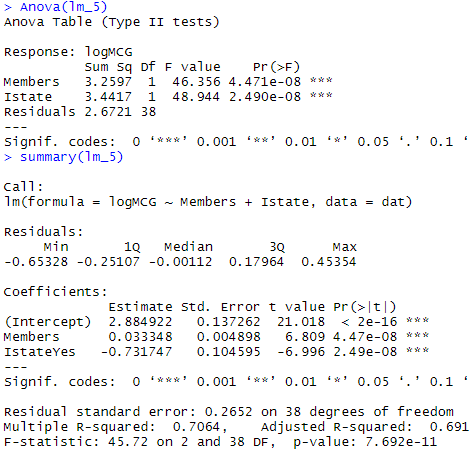 > Anova(lm_5)
Anova Table (Type II tests)
Response: logMCG
Sum Sq Df F value Pr(>F)
Members 3.2597 1 46.356 4.471e-08 ***
Istate 3.4417 1 48.944 2.490e-08 ***
Residuals 2.6721 38
---
Signif. codes: 0 ‘***’ 0.001 ‘**’ 0.01 ‘*’ 0.05 ‘.’ 0.1 ‘
> summary(lm_5)
Call:
lm(formula = logMCG ~ Members + Istate, data = dat)
Residuals:
Min 1Q Median 3Q Max
-0.65328 -0.25107 -0.00112 0.17964 0.45354
Coefficients:
Estimate Std. Error t value Pr(>|t|)
(Intercept) 2.884922 0.137262 21.018 < 2e-16 ***
Members 0.033348 0.004898 6.809 4.47e-08 ***
IstateYes -0.731747 0.104595 -6.996 2.49e-08 ***
---
Signif. codes: 0 ‘***’ 0.001 ‘**’ 0.01 ‘*’ 0.05 ‘.’ 0.1 ‘
Residual standard error: 0.2652 on 38 degrees of freedom
Multiple R-squared: 0.7064, Adjusted R-squared: 0.691
F-statistic: 45.72 on 2 and 38 DF, p-value: 7.692e-11